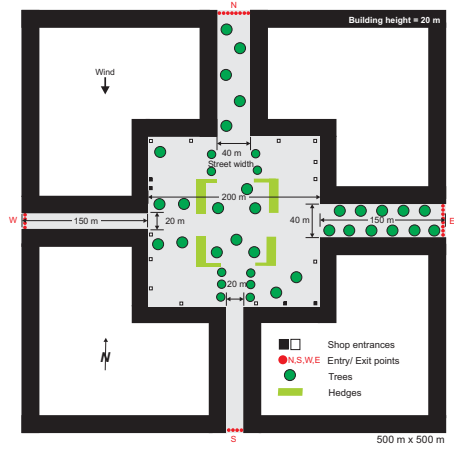 N
Building height = 20 m
Wind
40 m
Street width
200 m
W
150 m
20 m
40 m
150 m
E
20 m
N
Shop entrances
N,S,W,E Entry/ Exit points
Trees
Hedges
S
500 m x 500 m